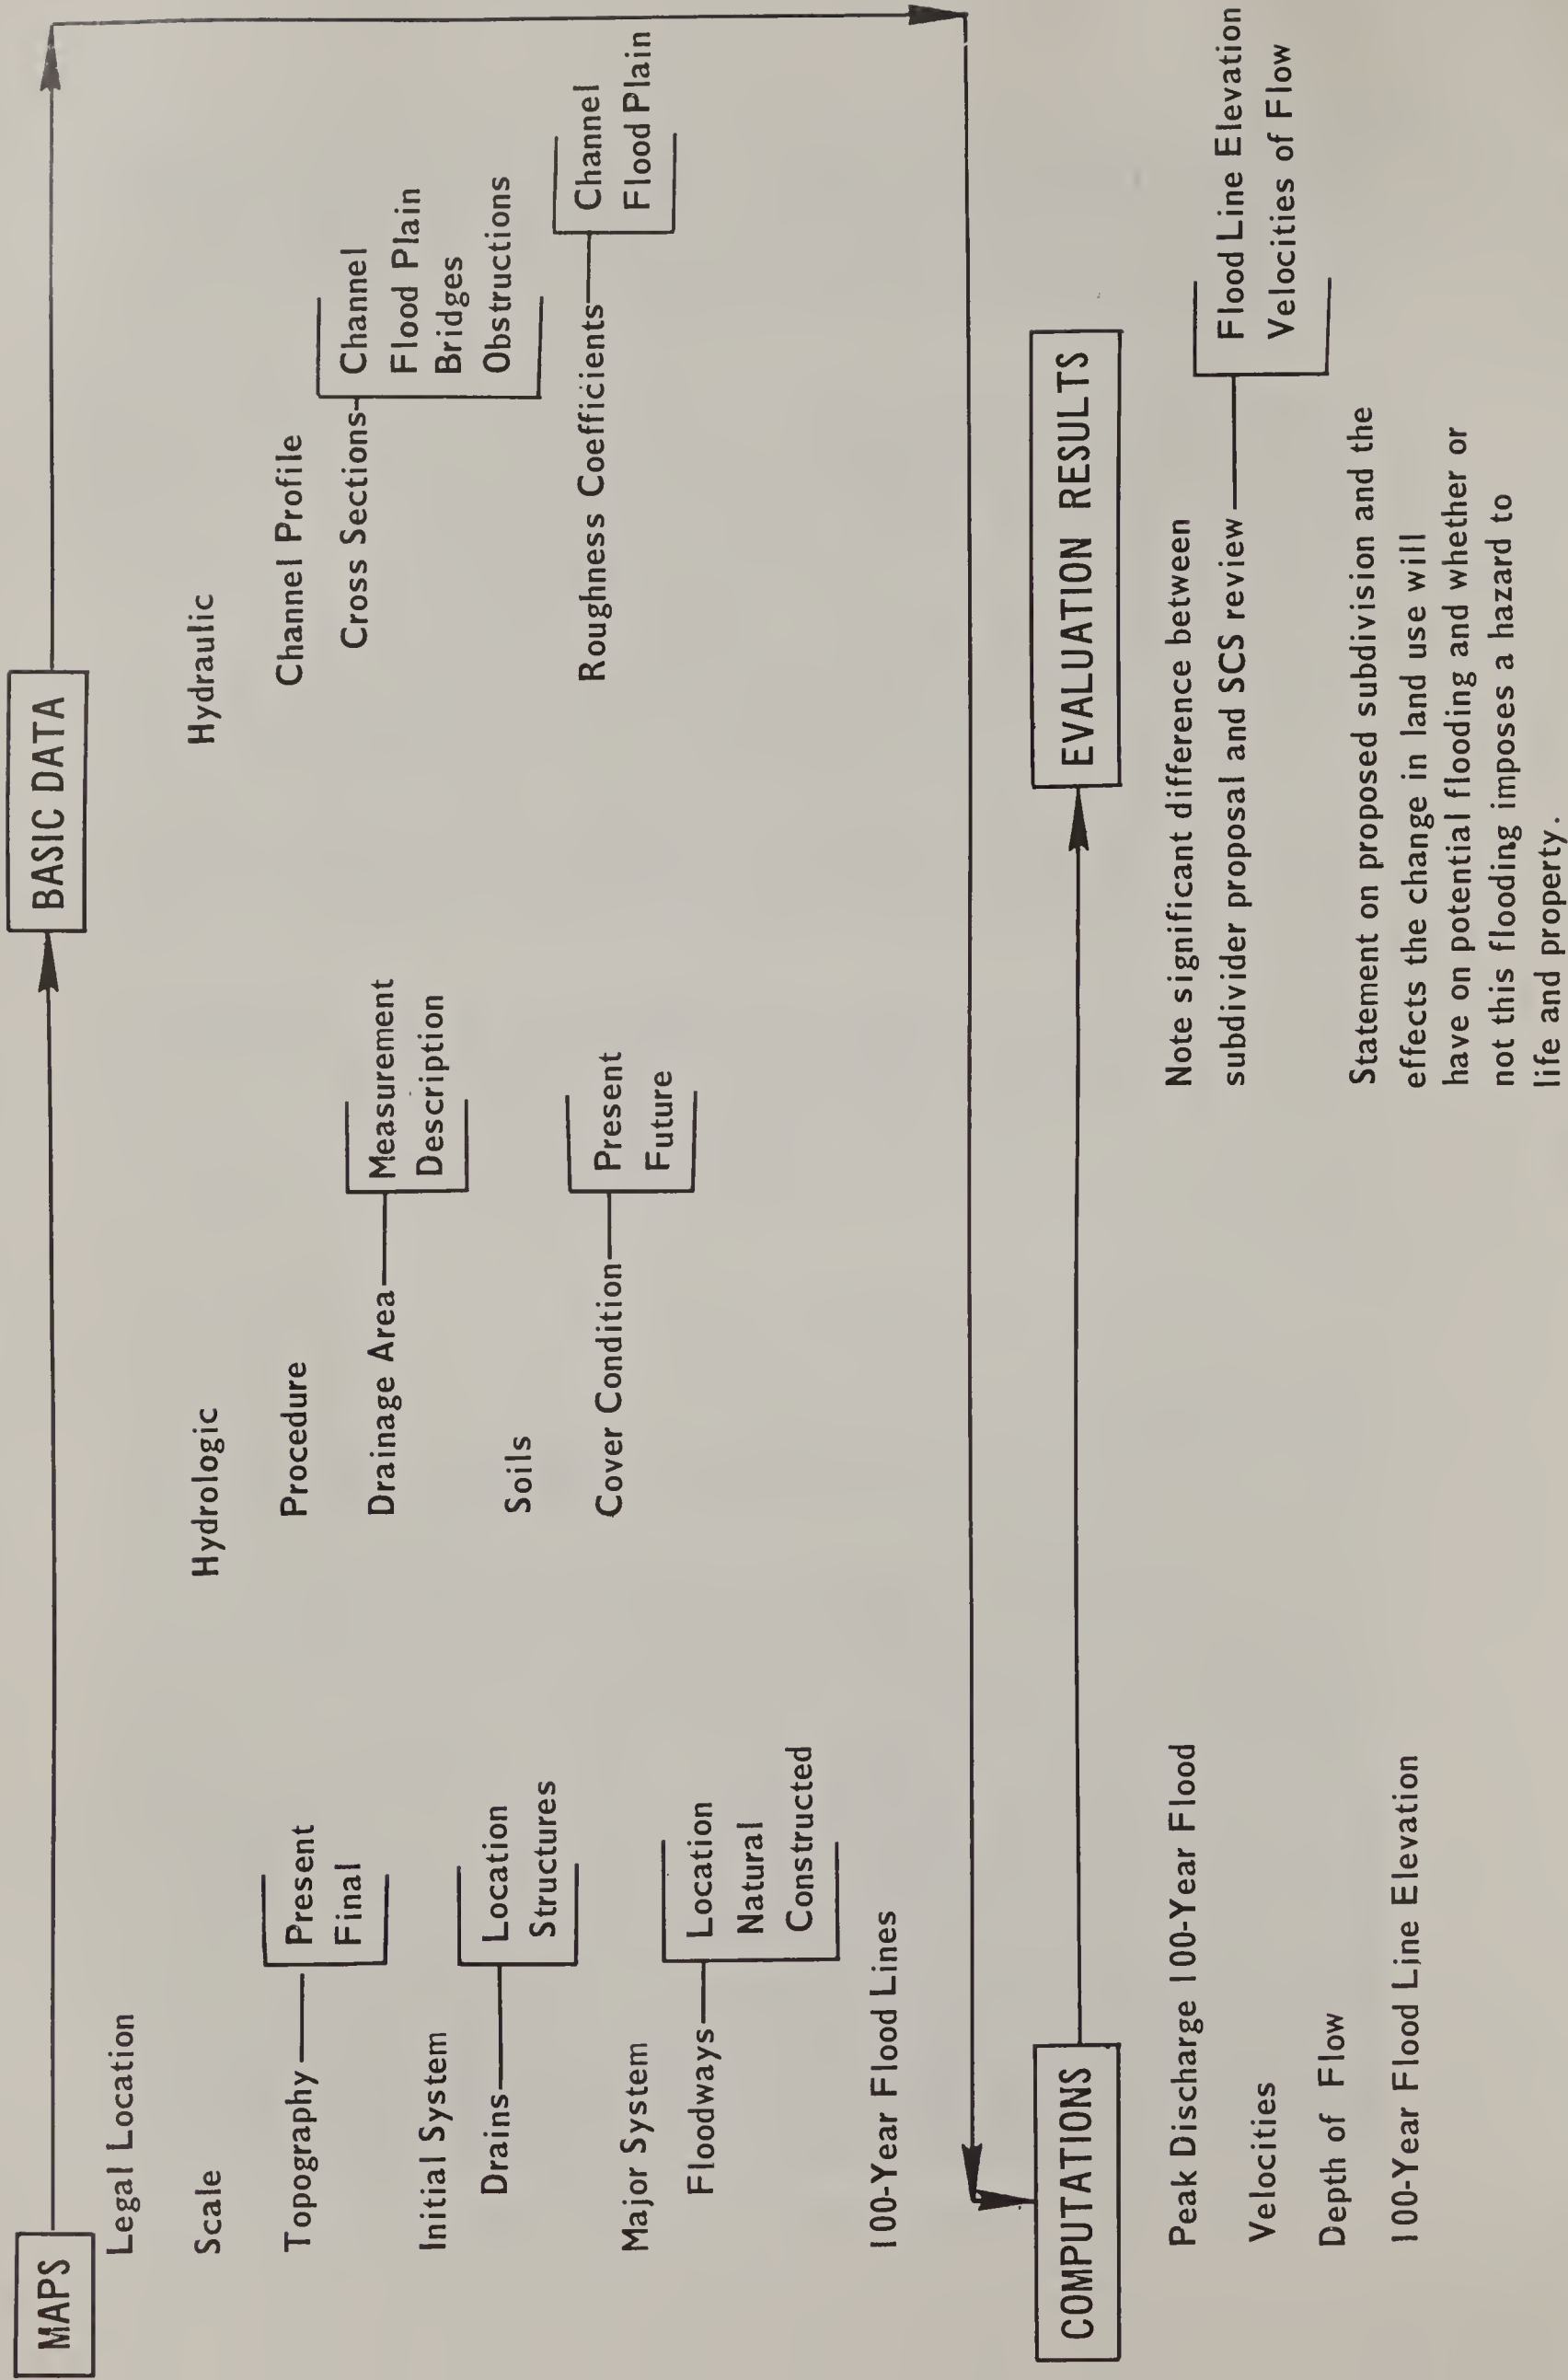 MAPS
Legal Location
Scale
Topography
Present
Final
Initial System
Drains
Location
Structures
Major System
Floodways
Location
Natural
Constructed
100-Year Flood Lines
BASIC DATA
Hydrologic
Procedure
Drainage Area
Measurement
Description
Soils
Cover Condition
Present
Future
Hydraulic
Channel Profile
Cross Sections
Channel
Flood Plain
Bridges
Obstructions
Roughness Coefficients
Channel
Flood Plain
COMPUTATIONS
Peak Discharge 100-Year Flood
Velocities
Depth of Flow
100-Year Flood Line Elevation
EVALUATION RESULTS
Note significant difference between
subdivider proposal and SCS review
Flood Line Elevation
Velocities of Flow
Statement on proposed subdivision and the
effects the change in land use will
have on potential flooding and whether or
not this flooding imposes a hazard to
life and property.